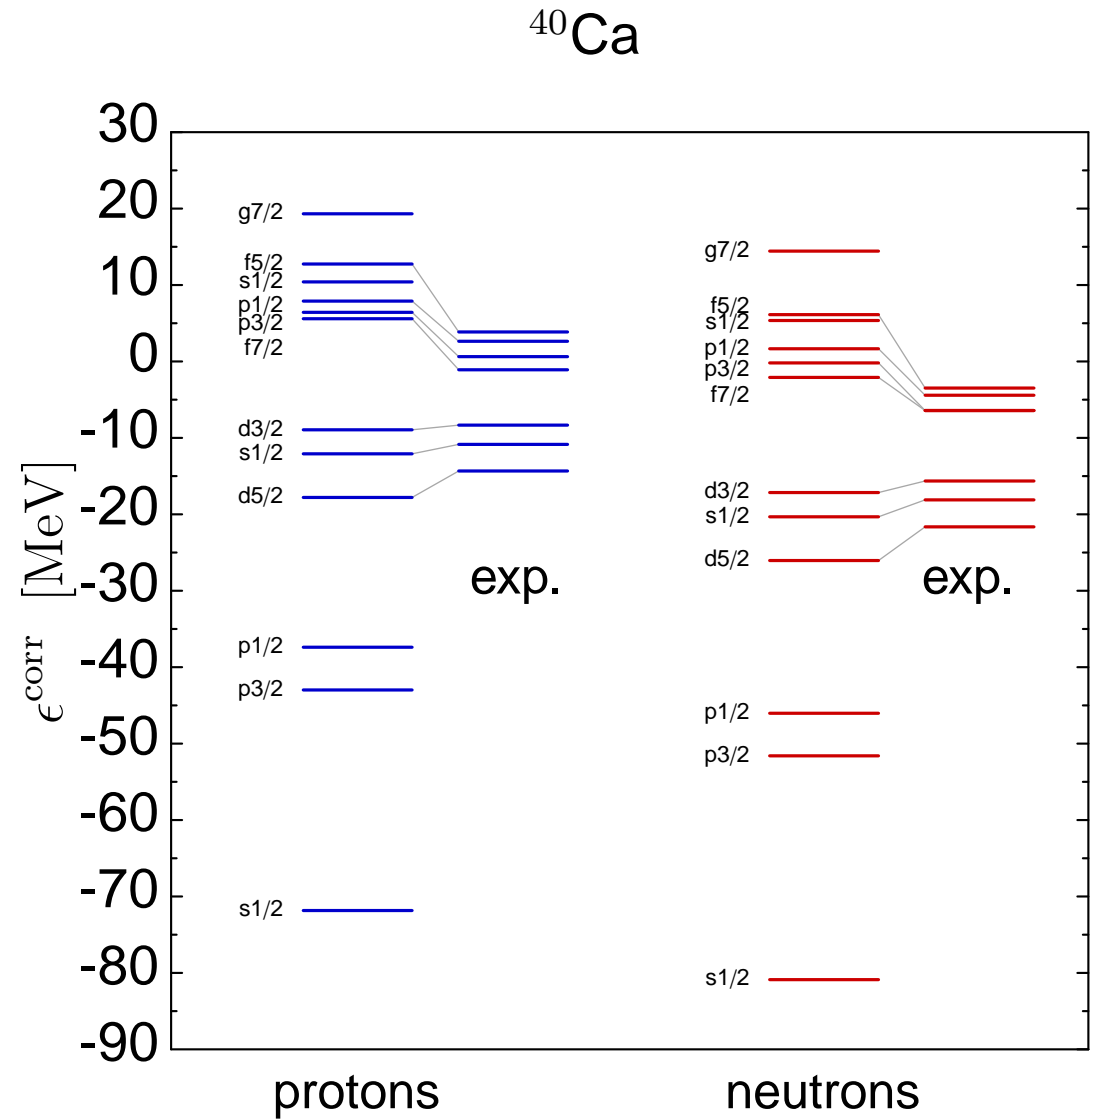 ⁴⁰Ca
ϵ^corr [MeV]
30
20
10
0
-10
-20
-30
-40
-50
-60
-70
-80
-90
g7/2
f5/2
s1/2
p1/2
p3/2
f7/2
d3/2
s1/2
d5/2
p1/2
p3/2
s1/2
exp.
g7/2
f5/2
s1/2
p1/2
p3/2
f7/2
d3/2
s1/2
d5/2
p1/2
p3/2
s1/2
exp.
protons
neutrons